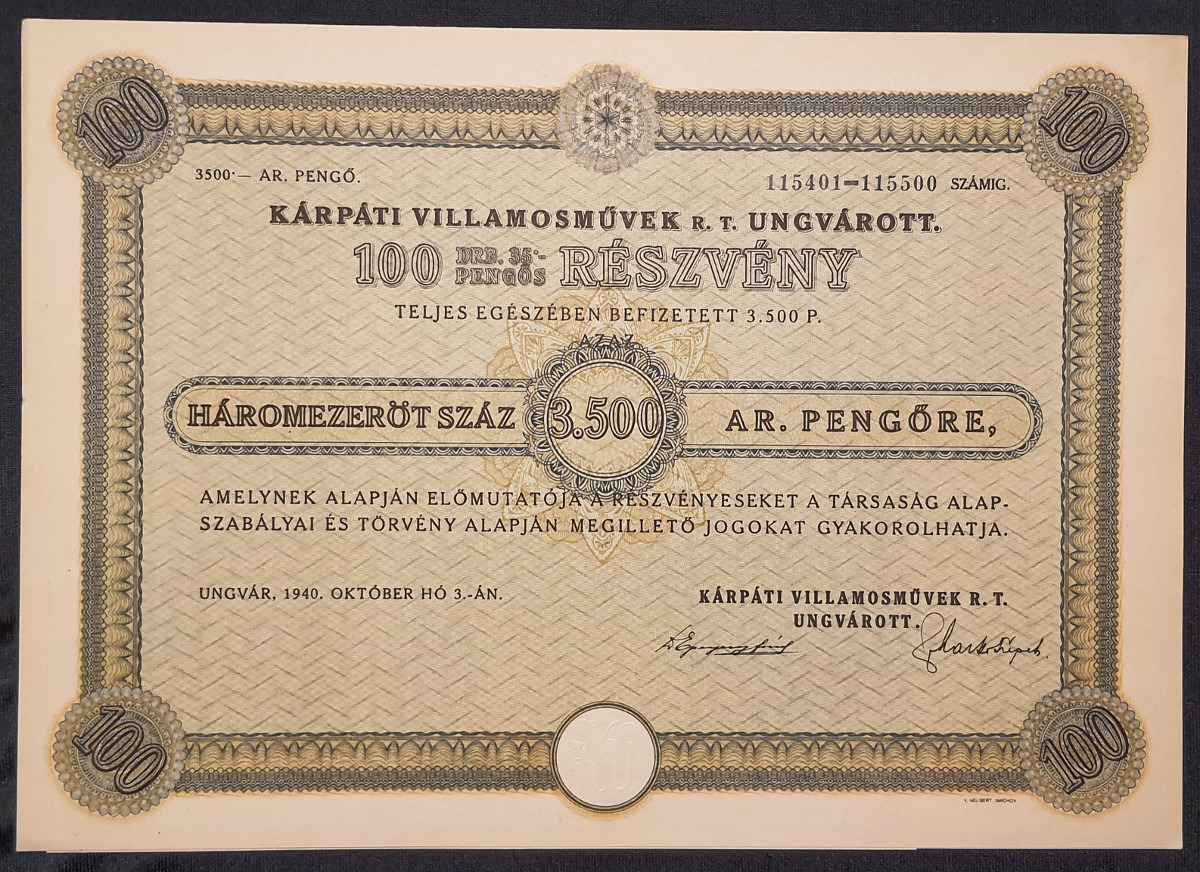 100
100
3500·— AR. PENGŐ.
115401—115500 SZÁMIG.
KÁRPÁTI VILLAMOSMŰVEK R. T. UNGVÁROTT.
100 DRB. 35·- PENGŐS RÉSZVÉNY
TELJES EGÉSZÉBEN BEFIZETETT 3.500 P.
AZAZ
HÁROMEZERÖT SZÁZ 3.500 AR. PENGŐRE,
AMELYNEK ALAPJÁN ELŐMUTATÓJA A RÉSZVÉNYESEKET A TÁRSASÁG ALAP-
SZABÁLYAI ÉS TÖRVÉNY ALAPJÁN MEGILLETŐ JOGOKAT GYAKOROLHATJA.
UNGVÁR, 1940. OKTÓBER HÓ 3.-ÁN.
KÁRPÁTI VILLAMOSMŰVEK R. T.
UNGVÁROTT.
100
100